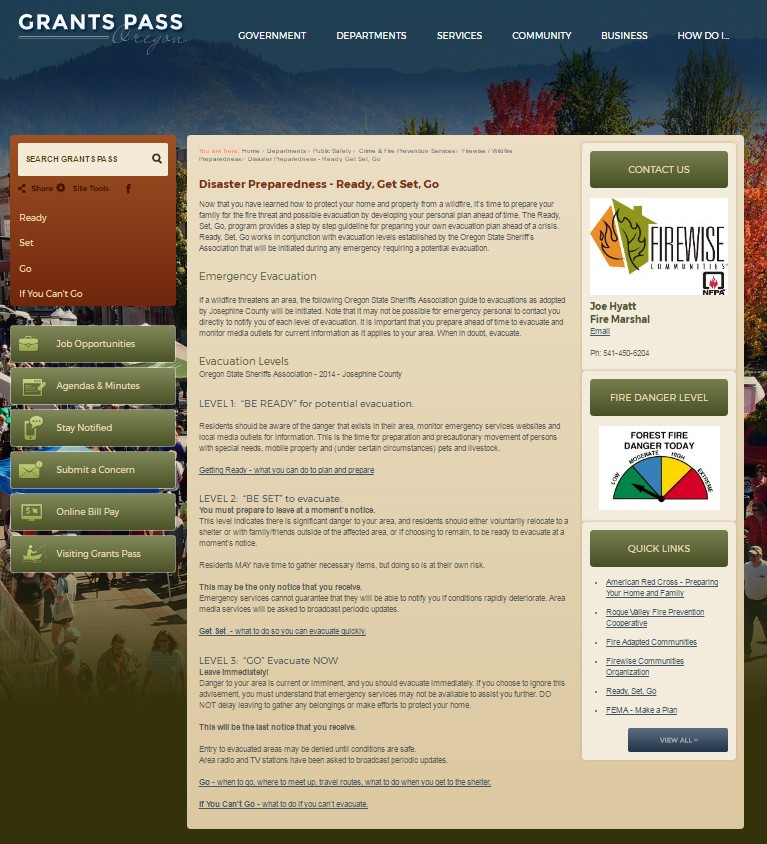 GRANTS PASS
Oregon
GOVERNMENT DEPARTMENTS SERVICES COMMUNITY BUSINESS HOW DO I...
SEARCH GRANTS PASS
Share Site Tools f
Ready
Set
Go
If You Can't Go
Job Opportunities
Agendas & Minutes
Stay Notified
Submit a Concern
Online Bill Pay
Visiting Grants Pass
You are here: Home › Departments › Public Safety › Crime & Fire Prevention Services › Firewise / Wildfire
Preparedness › Disaster Preparedness - Ready, Get Set, Go
Disaster Preparedness - Ready, Get Set, Go
Now that you have learned how to protect your home and property from a wildfire, it's time to prepare your
family for the fire threat and possible evacuation by developing your personal plan ahead of time. The Ready,
Set, Go, program provides a step by step guideline for preparing your own evacuation plan ahead of a crisis.
Ready, Set, Go works in conjunction with evacuation levels established by the Oregon State Sheriff's
Association that will be initiated during any emergency requiring a potential evacuation.
Emergency Evacuation
If a wildfire threatens an area, the following Oregon State Sheriffs Association guide to evacuations as adopted
by Josephine County will be initiated. Note that it may not be possible for emergency personal to contact you
directly to notify you of each level of evacuation. It is important that you prepare ahead of time to evacuate and
monitor media outlets for current information as it applies to your area. When in doubt, evacuate.
Evacuation Levels
Oregon State Sheriffs Association - 2014 - Josephine County
LEVEL 1: “BE READY” for potential evacuation.
Residents should be aware of the danger that exists in their area, monitor emergency services websites and
local media outlets for information. This is the time for preparation and precautionary movement of persons
with special needs, mobile property and (under certain circumstances) pets and livestock.
Getting Ready - what you can do to plan and prepare
LEVEL 2: “BE SET” to evacuate.
You must prepare to leave at a moment's notice.
This level indicates there is significant danger to your area, and residents should either voluntarily relocate to a
shelter or with family/friends outside of the affected area, or if choosing to remain, to be ready to evacuate at a
moment's notice.
Residents MAY have time to gather necessary items, but doing so is at their own risk.
This may be the only notice that you receive.
Emergency services cannot guarantee that they will be able to notify you if conditions rapidly deteriorate. Area
media services will be asked to broadcast periodic updates.
Get Set - what to do so you can evacuate quickly.
LEVEL 3: “GO” Evacuate NOW
Leave Immediately!
Danger to your area is current or imminent, and you should evacuate immediately. If you choose to ignore this
advisement, you must understand that emergency services may not be available to assist you further. DO
NOT delay leaving to gather any belongings or make efforts to protect your home.
This will be the last notice that you receive.
Entry to evacuated areas may be denied until conditions are safe.
Area radio and TV stations have been asked to broadcast periodic updates.
Go - when to go, where to meet up, travel routes, what to do when you get to the shelter.
If You Can't Go - what to do if you can't evacuate.
CONTACT US
FIREWISE
COMMUNITIES
NFPA
Joe Hyatt
Fire Marshal
Email
Ph: 541-450-6204
FIRE DANGER LEVEL
FOREST FIRE
DANGER TODAY
LOW MODERATE HIGH EXTREME
QUICK LINKS
American Red Cross - Preparing
Your Home and Family
Rogue Valley Fire Prevention
Cooperative
Fire Adapted Communities
Firewise Communities
Organization
Ready, Set, Go
FEMA - Make a Plan
VIEW ALL »